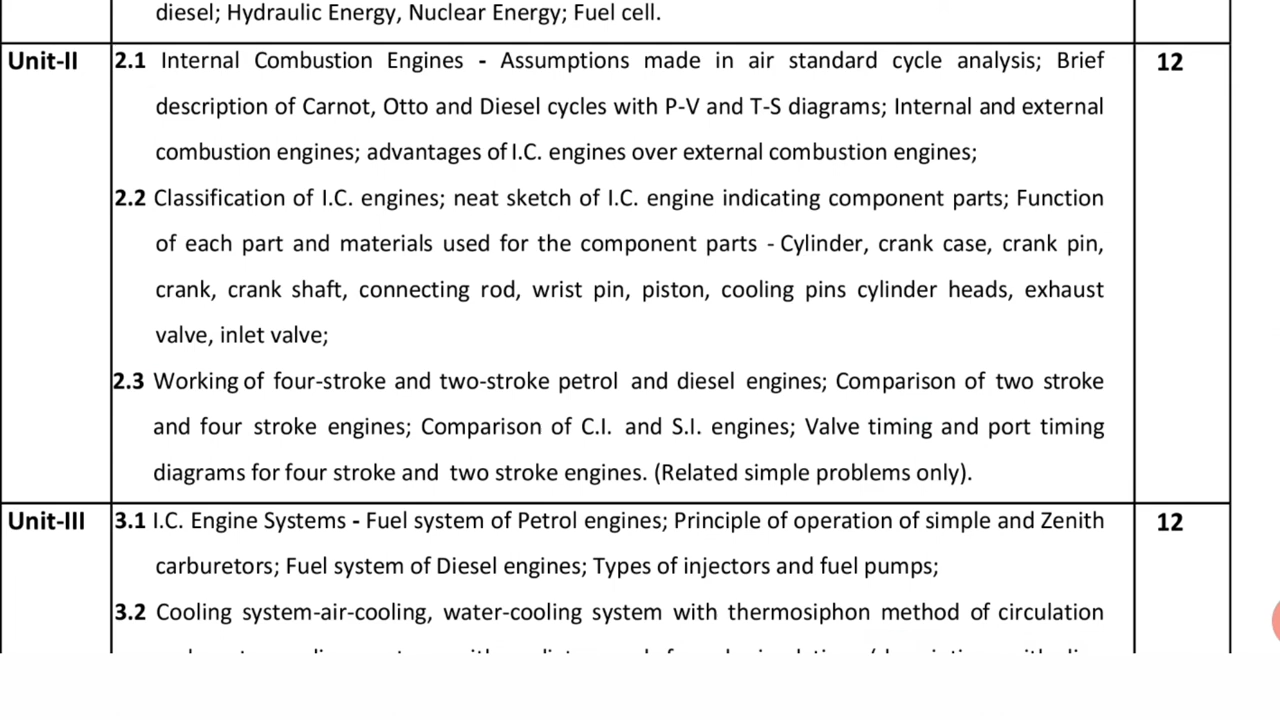 diesel; Hydraulic Energy, Nuclear Energy; Fuel cell.
Unit-II 2.1 Internal Combustion Engines - Assumptions made in air standard cycle analysis; Brief 12
description of Carnot, Otto and Diesel cycles with P-V and T-S diagrams; Internal and external
combustion engines; advantages of I.C. engines over external combustion engines;
2.2 Classification of I.C. engines; neat sketch of I.C. engine indicating component parts; Function
of each part and materials used for the component parts - Cylinder, crank case, crank pin,
crank, crank shaft, connecting rod, wrist pin, piston, cooling pins cylinder heads, exhaust
valve, inlet valve;
2.3 Working of four-stroke and two-stroke petrol and diesel engines; Comparison of two stroke
and four stroke engines; Comparison of C.I. and S.I. engines; Valve timing and port timing
diagrams for four stroke and two stroke engines. (Related simple problems only).
Unit-III 3.1 I.C. Engine Systems - Fuel system of Petrol engines; Principle of operation of simple and Zenith 12
carburetors; Fuel system of Diesel engines; Types of injectors and fuel pumps;
3.2 Cooling system-air-cooling, water-cooling system with thermosiphon method of circulation